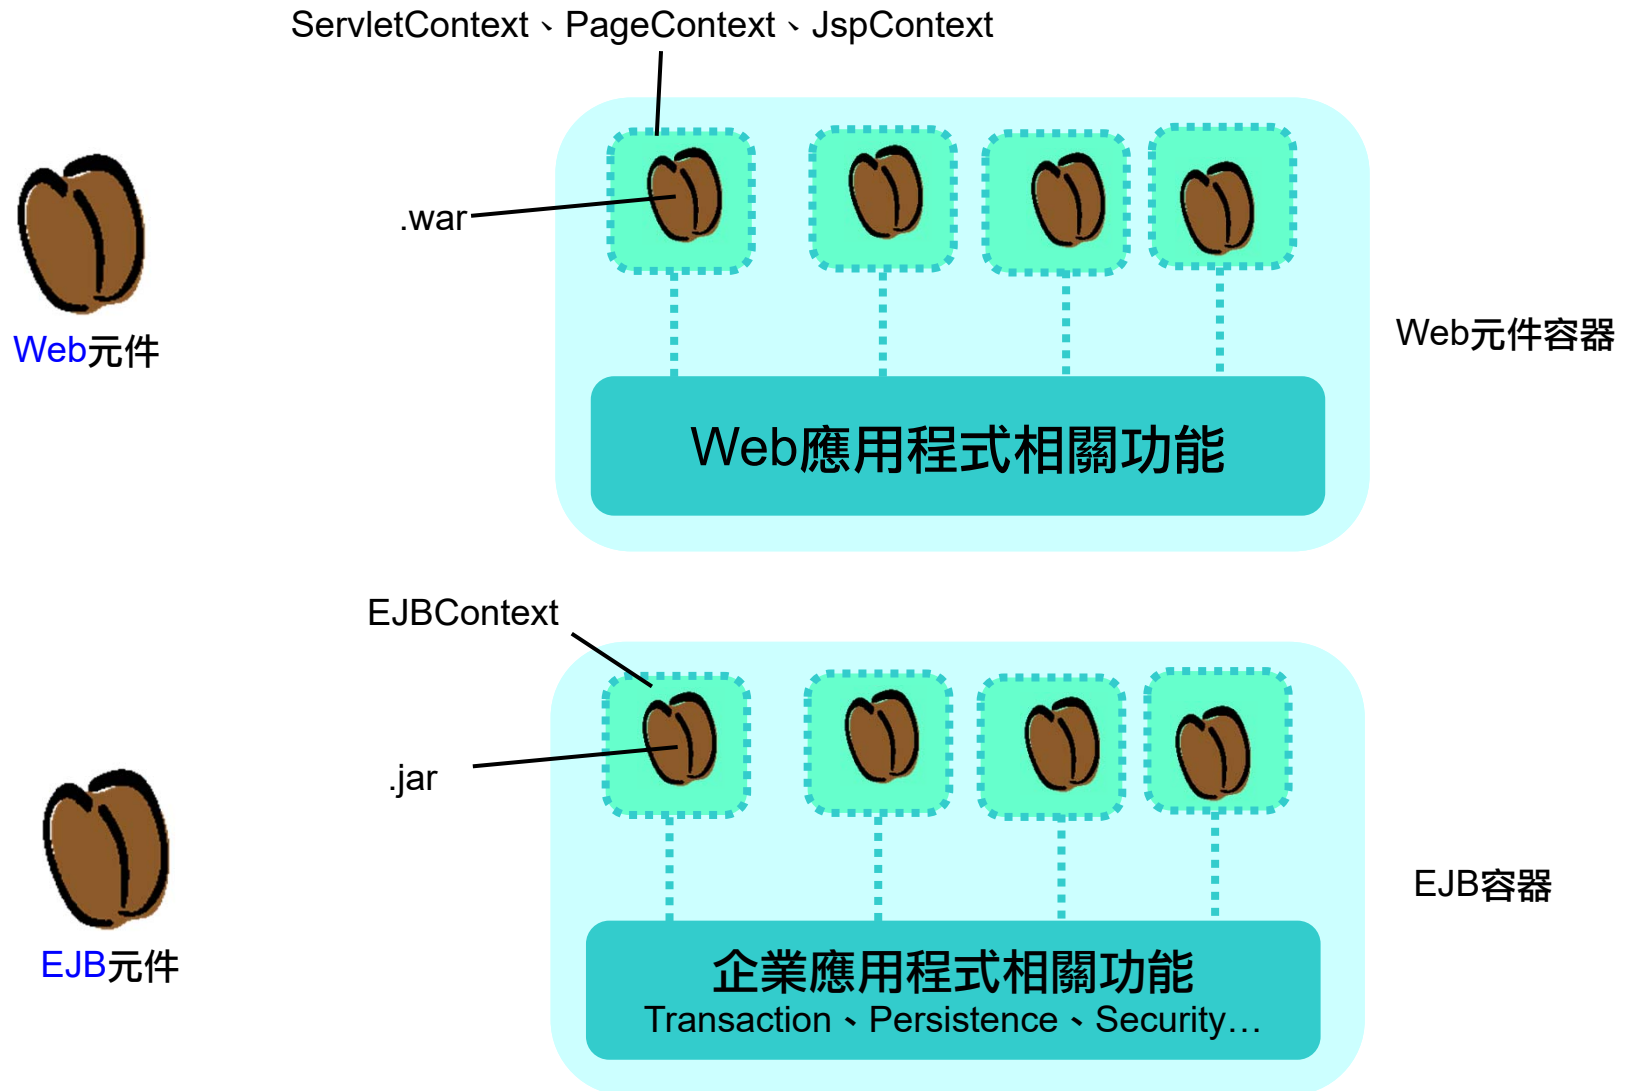 ServletContext、PageContext、JspContext
.war
Web元件
Web元件容器
Web應用程式相關功能
EJBContext
.jar
EJB容器
EJB元件
企業應用程式相關功能
Transaction、Persistence、Security…